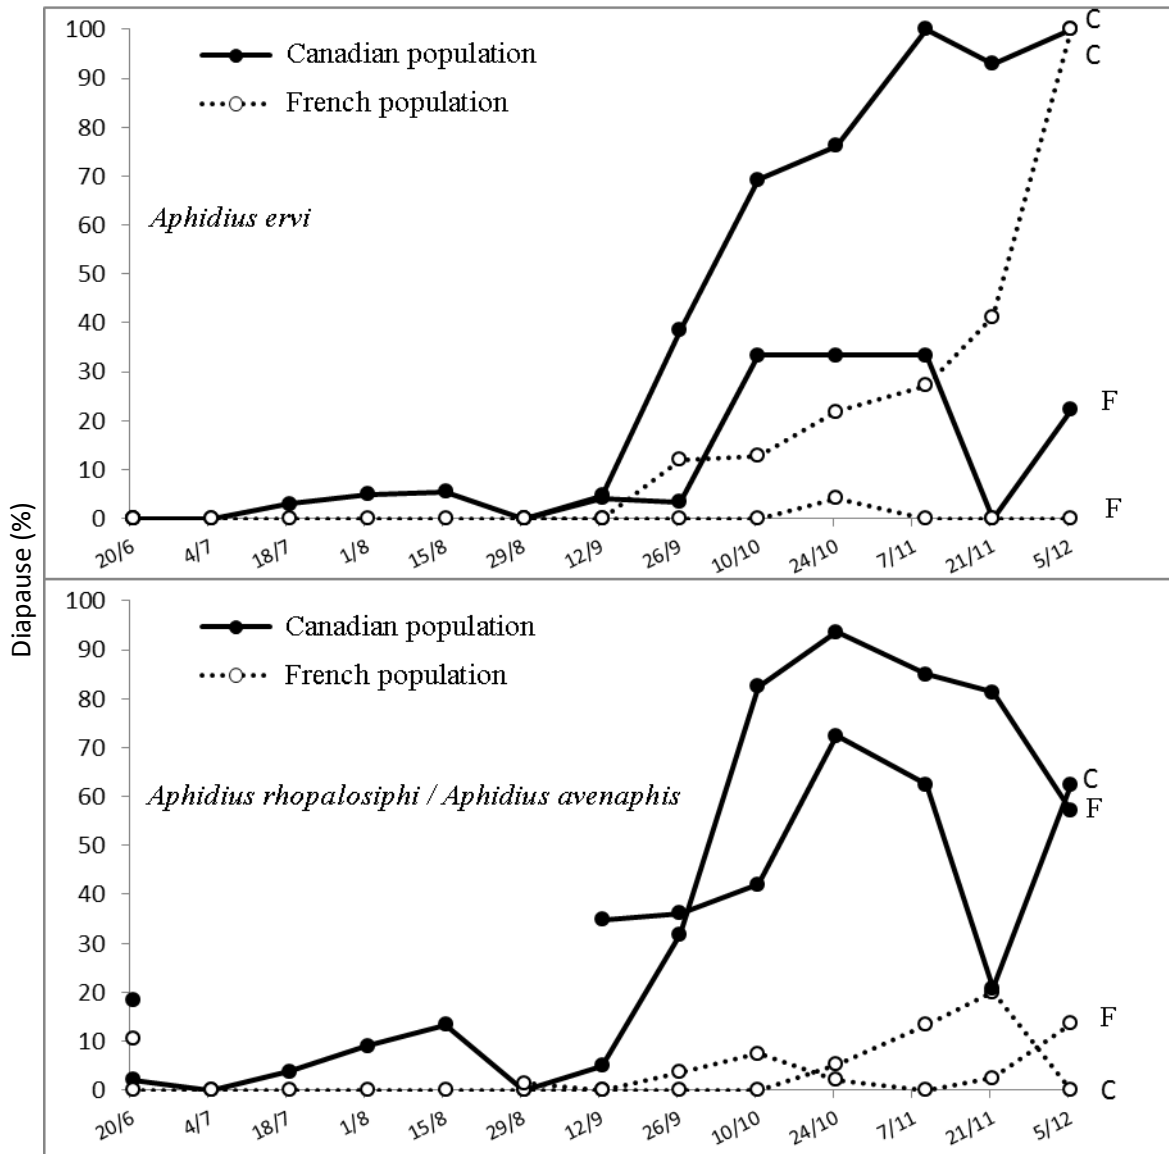 Diapause (%)
100
90
80
70
60
50
40
30
20
10
0
Canadian population
French population
Aphidius ervi
C
C
F
F
20/6 4/7 18/7 1/8 15/8 29/8 12/9 26/9 10/10 24/10 7/11 21/11 5/12
100
90
80
70
60
50
40
30
20
10
0
Canadian population
French population
Aphidius rhopalosiphi / Aphidius avenaphis
C
F
F
C
20/6 4/7 18/7 1/8 15/8 29/8 12/9 26/9 10/10 24/10 7/11 21/11 5/12